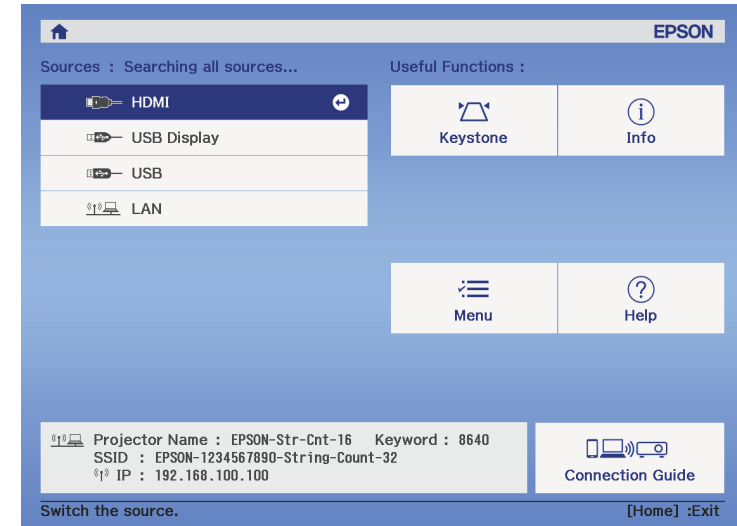 EPSON
Sources : Searching all sources...
Useful Functions :
HDMI
USB Display
USB
LAN
Keystone
Info
Menu
Help
Projector Name : EPSON-Str-Cnt-16 Keyword : 8640
SSID : EPSON-1234567890-String-Count-32
IP : 192.168.100.100
Connection Guide
Switch the source.
[Home] :Exit